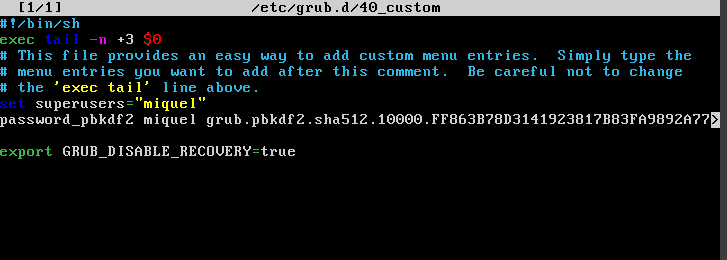 [1/1] /etc/grub.d/40_custom
#!/bin/sh
exec tail -n +3 $0
# This file provides an easy way to add custom menu entries.  Simply type the
# menu entries you want to add after this comment.  Be careful not to change
# the 'exec tail' line above.
set superusers="miquel"
password_pbkdf2 miquel grub.pbkdf2.sha512.10000.FF863B78D3141923817B83FA9892A77>
export GRUB_DISABLE_RECOVERY=true